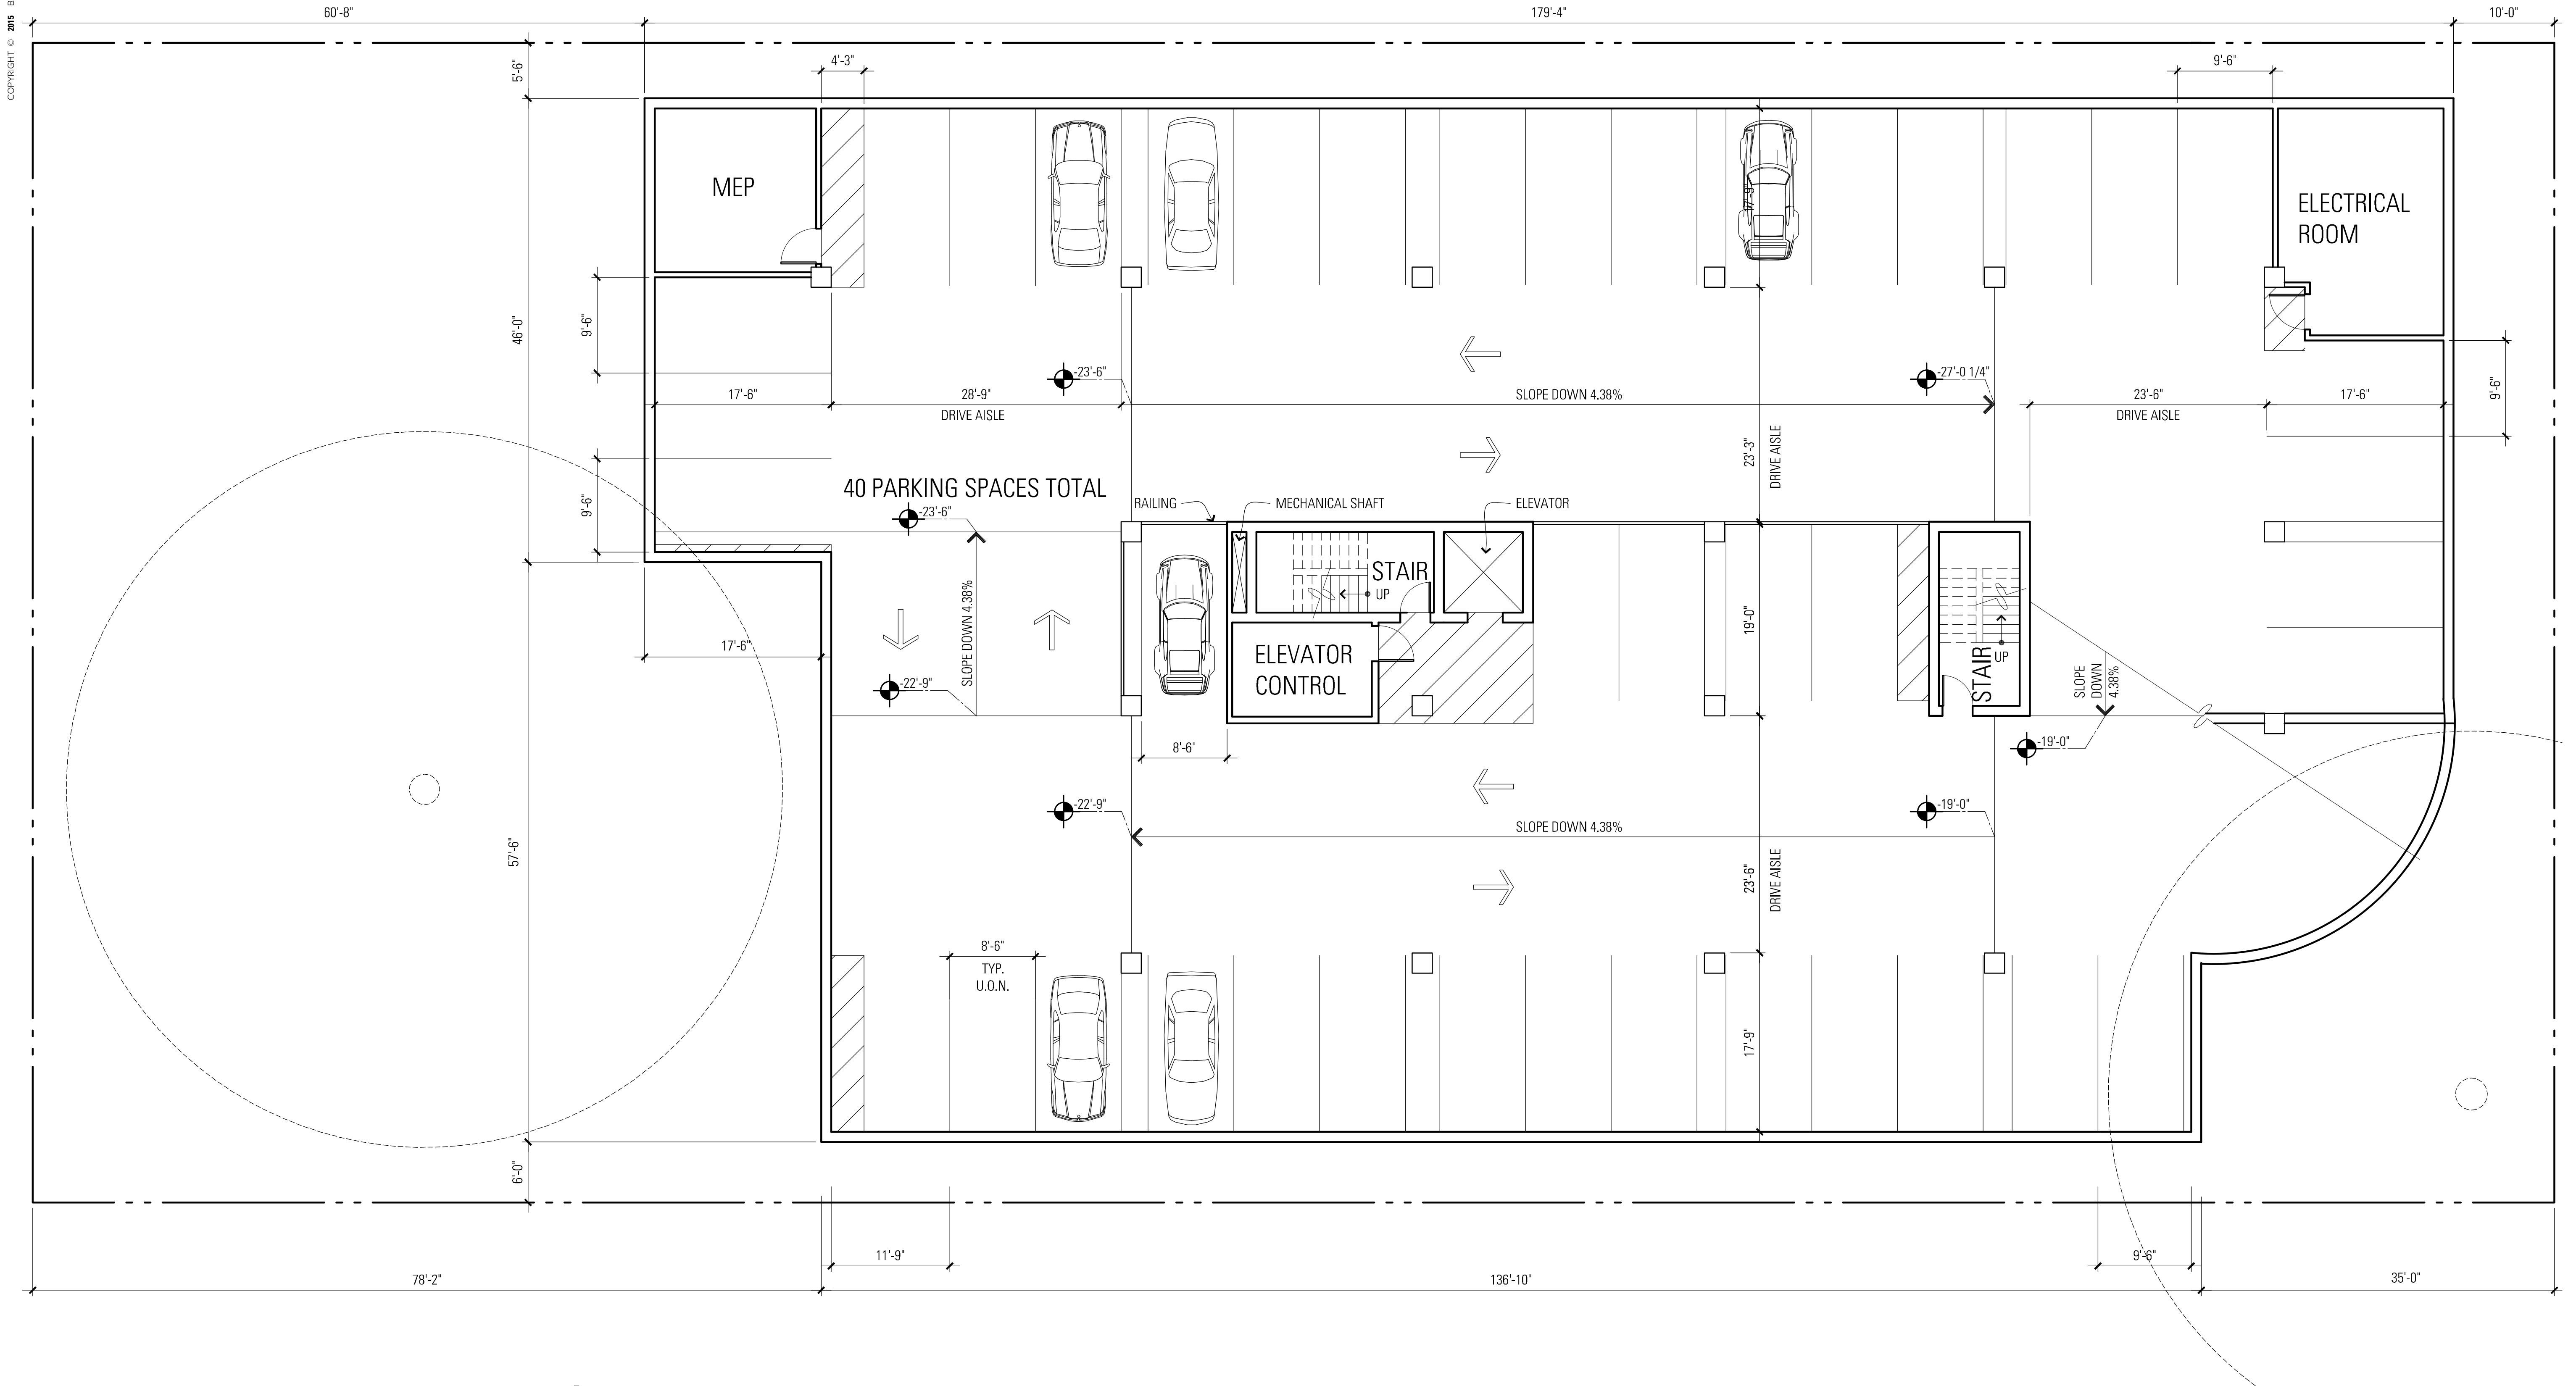 COPYRIGHT © 2015 B
60'-8"
179'-4"
10'-0"
5'-6"
4'-3"
9'-6"
MEP
17'-9"
ELECTRICAL
ROOM
46'-0"
9'-6"
-23'-6"
-27'-0 1/4"
17'-6"
28'-9"
DRIVE AISLE
SLOPE DOWN 4.38%
23'-6"
DRIVE AISLE
17'-6"
9'-6"
23'-3"
DRIVE AISLE
9'-6"
40 PARKING SPACES TOTAL
-23'-6"
RAILING
MECHANICAL SHAFT
ELEVATOR
STAIR
UP
SLOPE DOWN 4.38%
19'-0"
17'-6"
ELEVATOR
CONTROL
STAIR
UP
SLOPE
DOWN
4.38%
-22'-9"
8'-6"
-19'-0"
-22'-9"
-19'-0"
SLOPE DOWN 4.38%
57'-6"
23'-6"
DRIVE AISLE
8'-6"
TYP.
U.O.N.
17'-9"
6'-0"
11'-9"
9'-6"
78'-2"
136'-10"
35'-0"